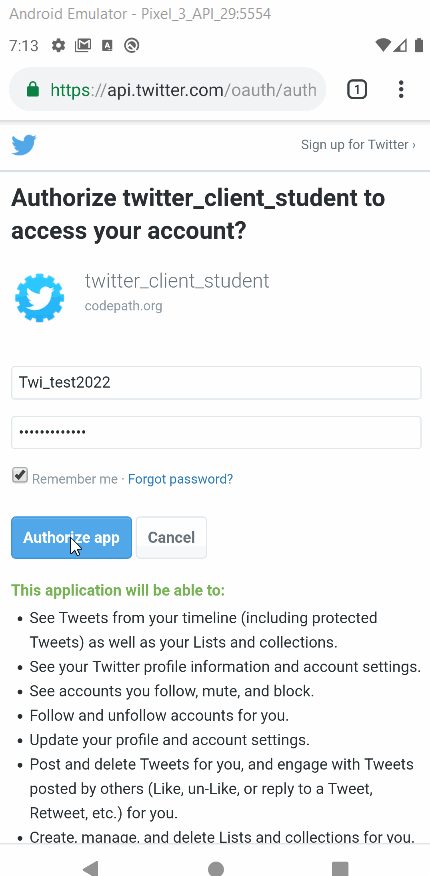 Android Emulator - Pixel_3_API_29:5554
7:13
https://api.twitter.com/oauth/auth
1
Sign up for Twitter ›
Authorize twitter_client_student to
access your account?
twitter_client_student
codepath.org
Twi_test2022
•••••••••••••
Remember me · Forgot password?
Authorize app Cancel
This application will be able to:
• See Tweets from your timeline (including protected
Tweets) as well as your Lists and collections.
• See your Twitter profile information and account settings.
• See accounts you follow, mute, and block.
• Follow and unfollow accounts for you.
• Update your profile and account settings.
• Post and delete Tweets for you, and engage with Tweets
posted by others (Like, un-Like, or reply to a Tweet,
Retweet, etc.) for you.
• Create, manage, and delete Lists and collections for you.